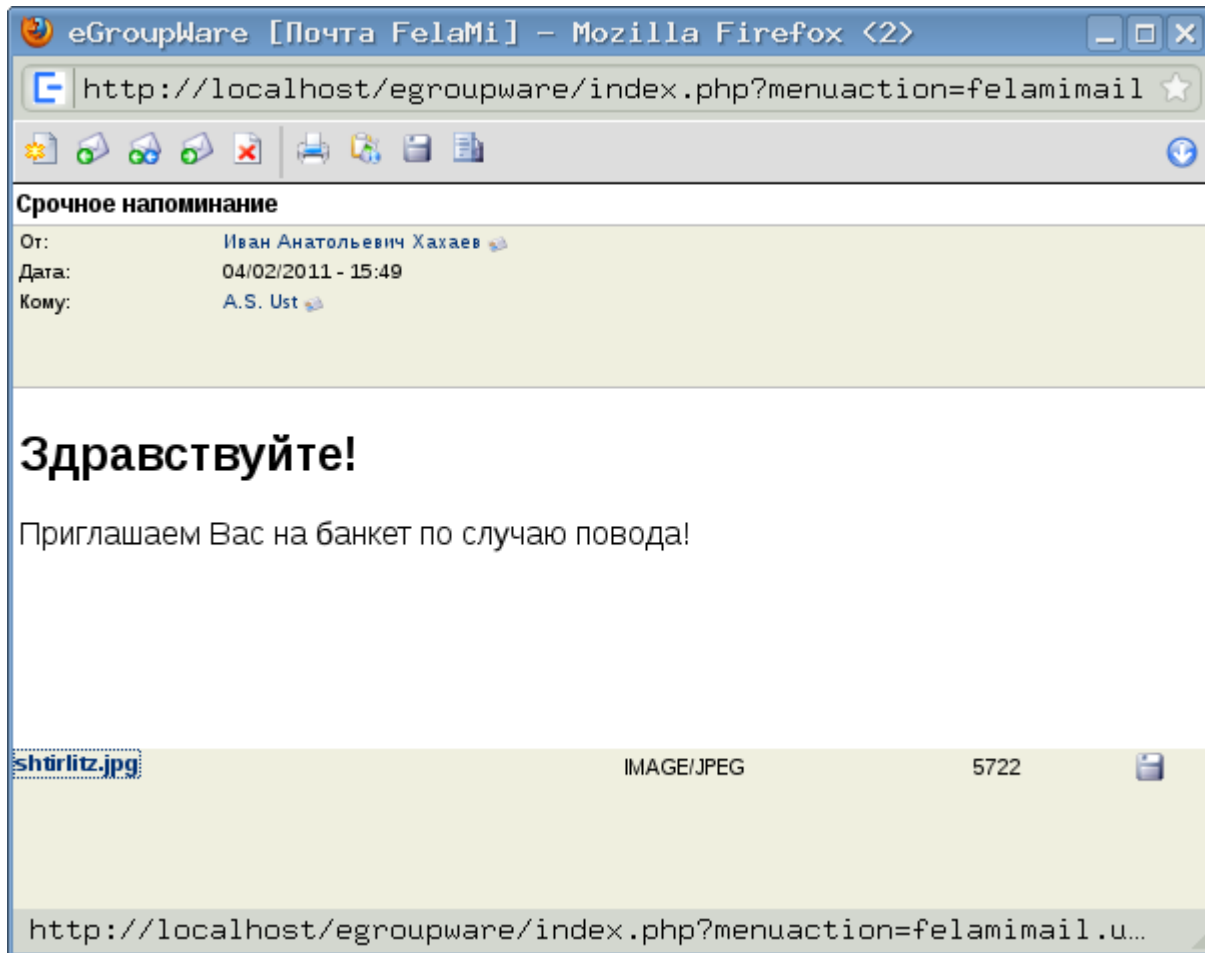 eGroupWare [Почта FelaMi] - Mozilla Firefox <2>
http://localhost/egroupware/index.php?menuaction=felamimail
Срочное напоминание
От: Иван Анатольевич Хахаев
Дата: 04/02/2011 - 15:49
Кому: A.S. Ust
Здравствуйте!
Приглашаем Вас на банкет по случаю повода!
shtirlitz.jpg IMAGE/JPEG 5722
http://localhost/egroupware/index.php?menuaction=felamimail.u…